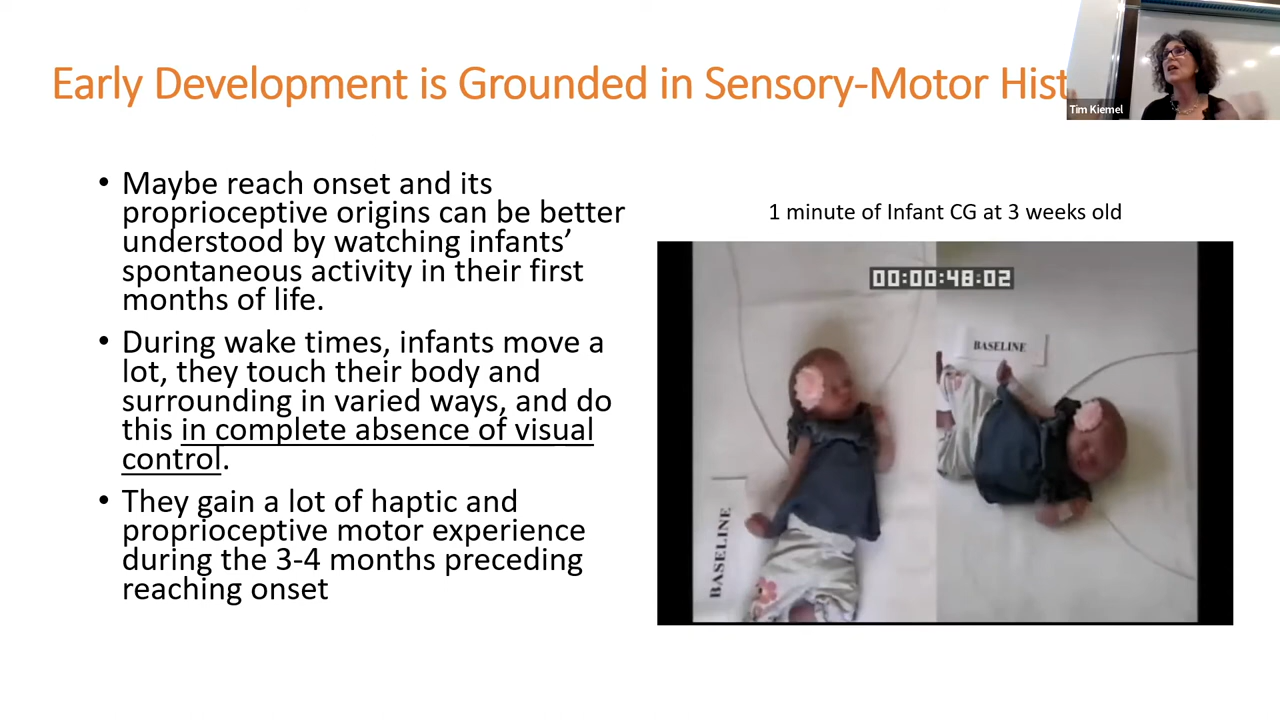 Early Development is Grounded in Sensory-Motor Hist
Tim Kiemel
• Maybe reach onset and its
proprioceptive origins can be better
understood by watching infants’
spontaneous activity in their first
months of life.
• During wake times, infants move a
lot, they touch their body and
surrounding in varied ways, and do
this in complete absence of visual
control.
• They gain a lot of haptic and
proprioceptive motor experience
during the 3-4 months preceding
reaching onset
1 minute of Infant CG at 3 weeks old
00:00:48:02
BASELINE
BASELINE